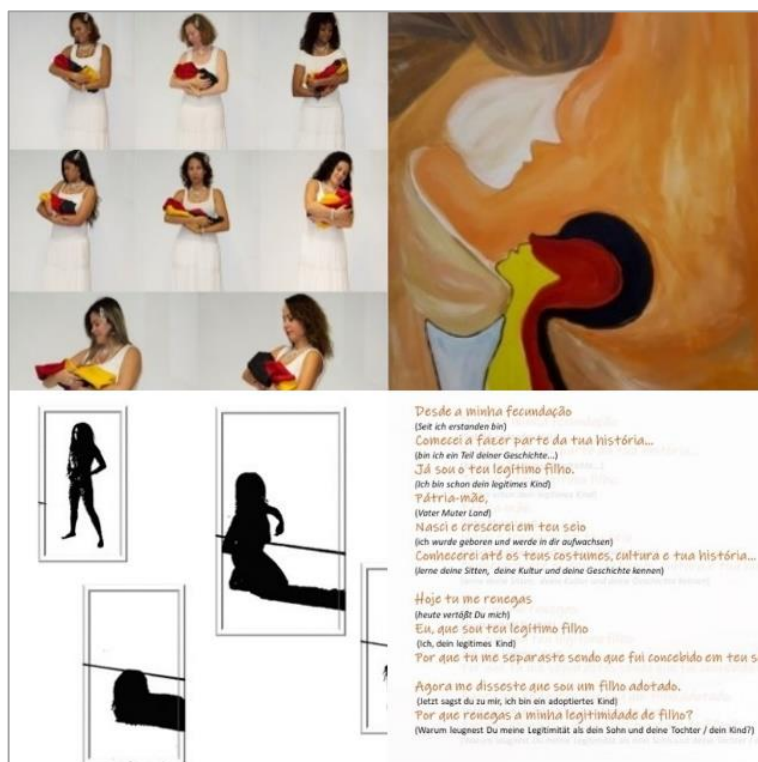 Desde a minha fecundação
(Seit ich erstanden bin)
Comecei a fazer parte da tua história...
(bin ich ein Teil deiner Geschichte...)
Já sou o teu legítimo filho.
(Ich bin schon dein legitimes Kind)
Pátria-mãe,
(Vater Muter Land)
Nasci e crescerei em teu seio
(ich wurde geboren und werde in dir aufwachsen)
Conhecerei até os teus costumes, cultura e tua história...
(lerne deine Sitten, deine Kultur und deine Geschichte kennen)
Hoje tu me renegas
(heute vertößt Du mich)
Eu, que sou teu legítimo filho
(Ich, dein legitimes Kind)
Por que tu me separaste sendo que fui concebido em teu s
Agora me disseste que sou um filho adotado.
(Jetzt sagst du zu mir, ich bin ein adoptiertes Kind)
Por que renegas a minha legitimidade de filho?
(Warum leugnest Du meine Legitimität als dein Sohn und deine Tochter / dein Kind?)